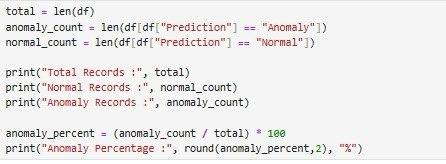 total = len(df)
anomaly_count = len(df[df["Prediction"] == "Anomaly"])
normal_count = len(df[df["Prediction"] == "Normal"])
print("Total Records :", total)
print("Normal Records :", normal_count)
print("Anomaly Records :", anomaly_count)
anomaly_percent = (anomaly_count / total) * 100
print("Anomaly Percentage :", round(anomaly_percent,2), "%")